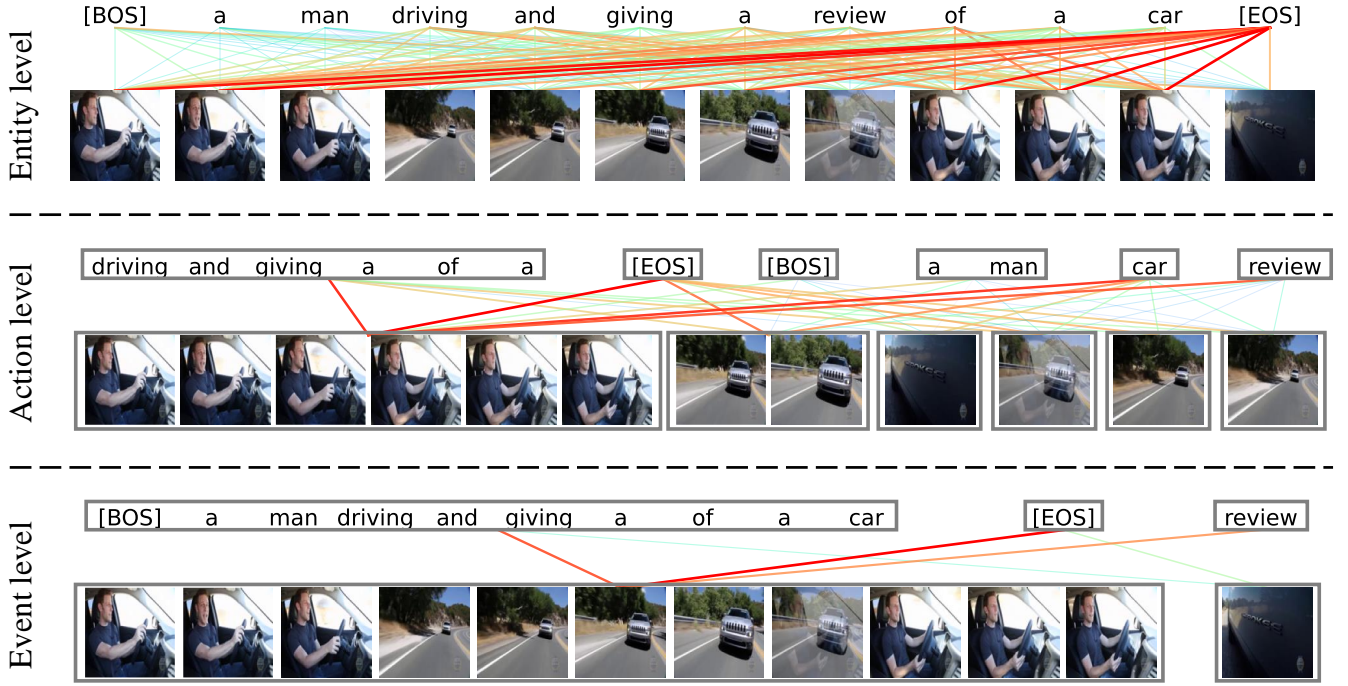 [BOS] a man driving and giving a review of a car [EOS]
Entity level
driving and giving a of a [EOS] [BOS] a man car review
Action level
[BOS] a man driving and giving a of a car [EOS] review
Event level